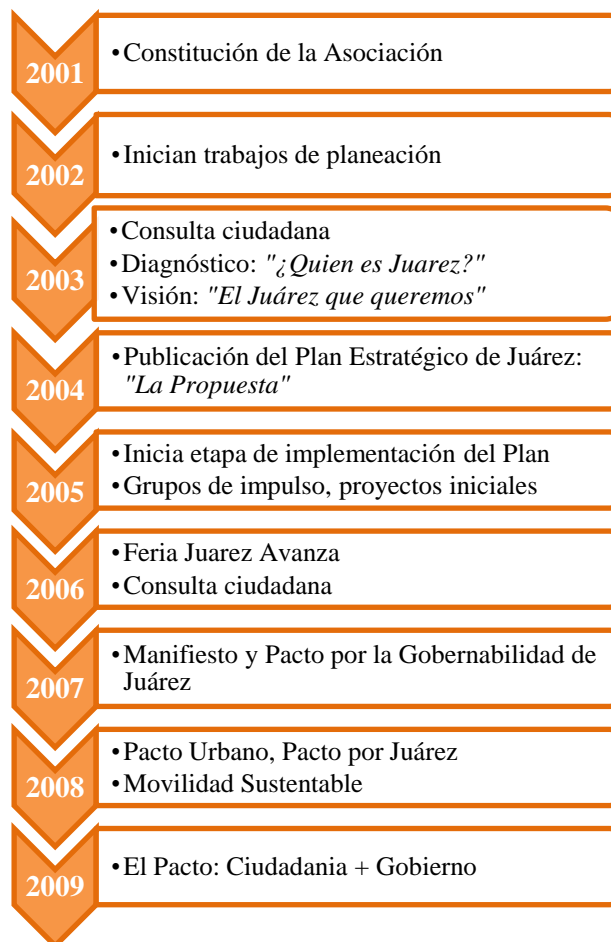 2001
•Constitución de la Asociación
2002
•Inician trabajos de planeación
2003
•Consulta ciudadana
•Diagnóstico: "¿Quien es Juarez?"
•Visión: "El Juárez que queremos"
2004
•Publicación del Plan Estratégico de Juárez:
"La Propuesta"
2005
•Inicia etapa de implementación del Plan
•Grupos de impulso, proyectos iniciales
2006
•Feria Juarez Avanza
•Consulta ciudadana
2007
•Manifiesto y Pacto por la Gobernabilidad de
Juárez
2008
•Pacto Urbano, Pacto por Juárez
•Movilidad Sustentable
2009
•El Pacto: Ciudadania + Gobierno